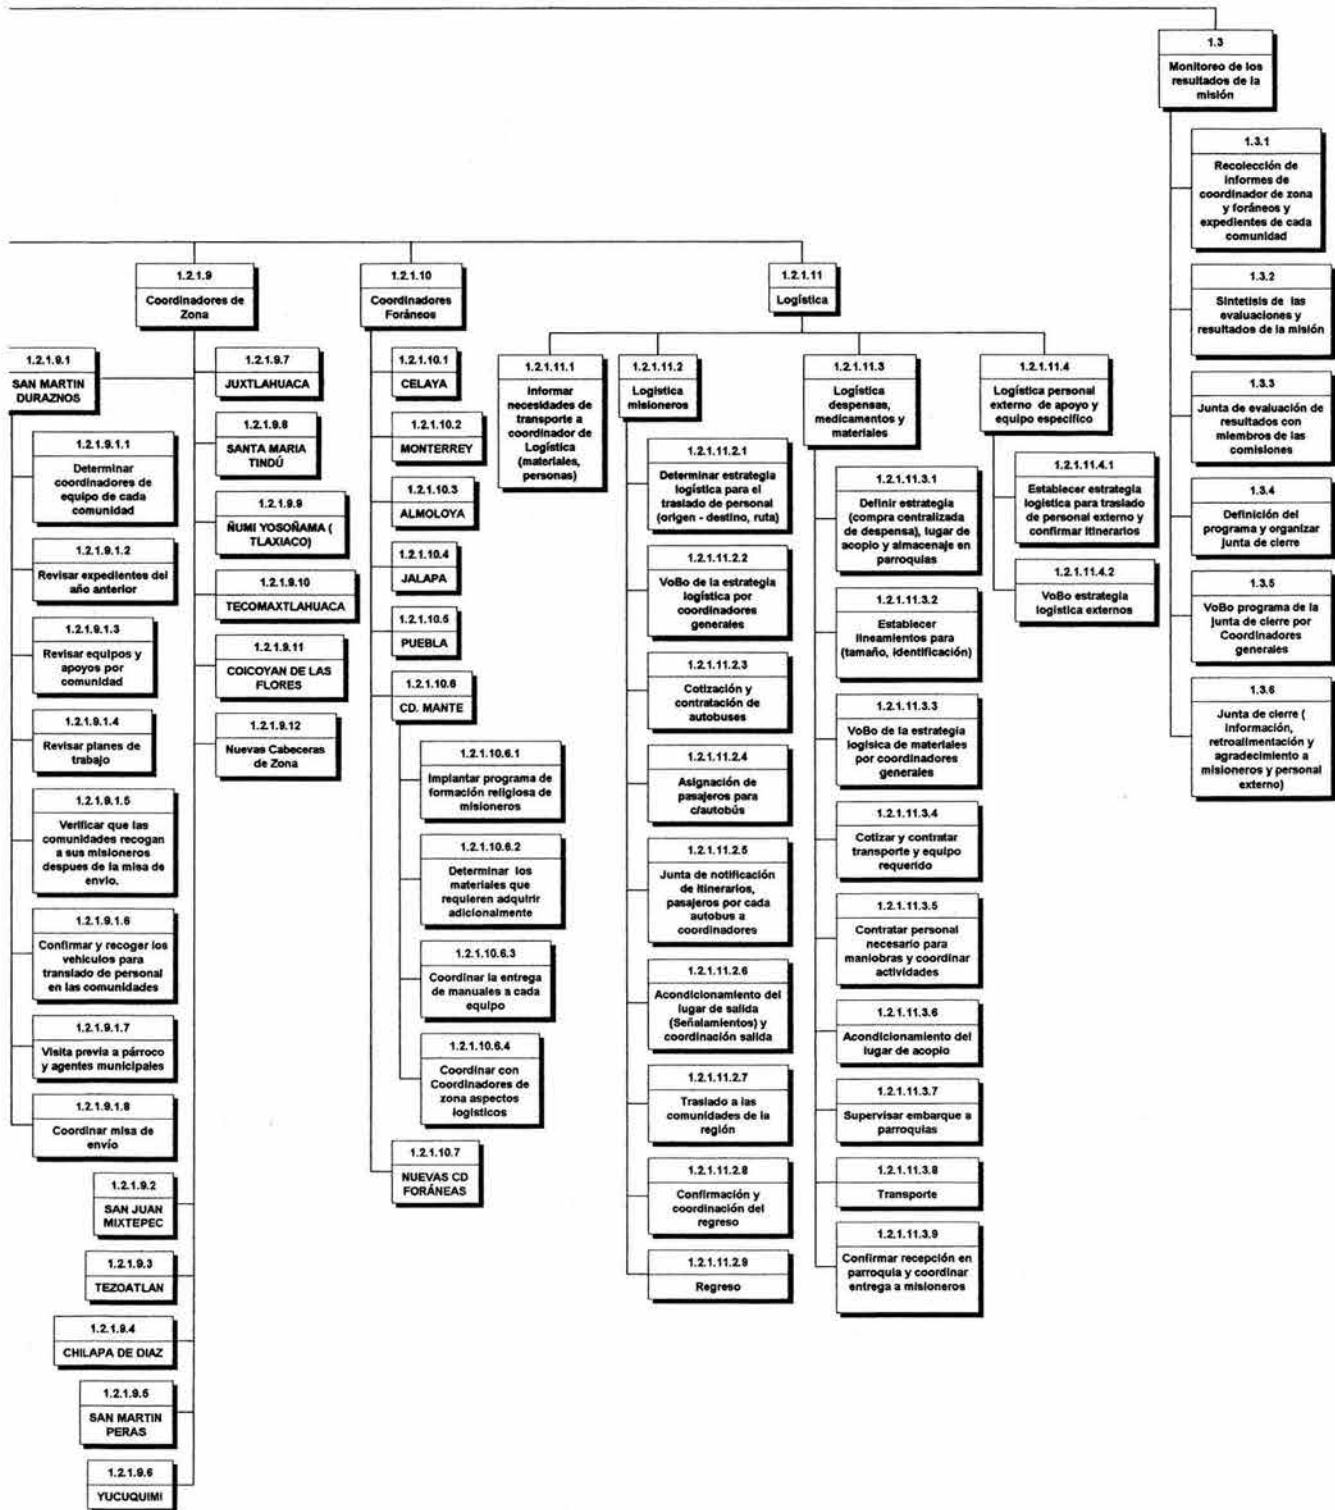 1.3
Monitoreo de los
resultados de la
misión
1.3.1
Recolección de
informes de
coordinador de zona
y foráneos y
expedientes de cada
comunidad
1.3.2
Sintetisis de las
evaluaciones y
resultados de la misión
1.3.3
Junta de evaluación de
resultados con
miembros de las
comisiones
1.3.4
Definición del
programa y organizar
junta de cierre
1.3.5
VoBo programa de la
junta de cierre por
Coordinadores
generales
1.3.6
Junta de cierre (
información,
retroalimentación y
agradecimiento a
misioneros y personal
externo)
1.2.1.9
Coordinadores de
Zona
1.2.1.9.1
SAN MARTIN
DURAZNOS
1.2.1.9.1.1
Determinar
coordinadores de
equipo de cada
comunidad
1.2.1.9.1.2
Revisar expedientes del
año anterior
1.2.1.9.1.3
Revisar equipos y
apoyos por
comunidad
1.2.1.9.1.4
Revisar planes de
trabajo
1.2.1.9.1.5
Verificar que las
comunidades recogan
a sus misioneros
despues de la misa de
envio.
1.2.1.9.1.6
Confirmar y recoger los
vehículos para
translado de personal
en las comunidades
1.2.1.9.1.7
Visita previa a párroco
y agentes municipales
1.2.1.9.1.8
Coordinar misa de
envío
1.2.1.9.2
SAN JUAN
MIXTEPEC
1.2.1.9.3
TEZOATLAN
1.2.1.9.4
CHILAPA DE DIAZ
1.2.1.9.5
SAN MARTIN
PERAS
1.2.1.9.6
YUCUQUIMI
1.2.1.9.7
JUXTLAHUACA
1.2.1.9.8
SANTA MARIA
TINDÚ
1.2.1.9.9
ÑUMI YOSOÑAMA (
TLAXIACO)
1.2.1.9.10
TECOMAXTLAHUACA
1.2.1.9.11
COICOYAN DE LAS
FLORES
1.2.1.9.12
Nuevas Cabeceras
de Zona
1.2.1.10
Coordinadores
Foráneos
1.2.1.10.1
CELAYA
1.2.1.10.2
MONTERREY
1.2.1.10.3
ALMOLOYA
1.2.1.10.4
JALAPA
1.2.1.10.5
PUEBLA
1.2.1.10.6
CD. MANTE
1.2.1.10.6.1
Implantar programa de
formación religiosa de
misioneros
1.2.1.10.6.2
Determinar los
materiales que
requieren adquirir
adicionalmente
1.2.1.10.6.3
Coordinar la entrega
de manuales a cada
equipo
1.2.1.10.6.4
Coordinar con
Coordinadores de
zona aspectos
logisticos
1.2.1.10.7
NUEVAS CD
FORÁNEAS
1.2.1.11
Logística
1.2.1.11.1
Informar
necesidades de
transporte a
coordinador de
Logística
(materiales,
personas)
1.2.1.11.2
Logistica
misioneros
1.2.1.11.2.1
Determinar estrategia
logística para el
traslado de personal
(origen - destino, ruta)
1.2.1.11.2.2
VoBo de la estrategia
logística por
coordinadores
generales
1.2.1.11.2.3
Cotización y
contratación de
autobuses
1.2.1.11.2.4
Asignación de
pasajeros para
c/autobús
1.2.1.11.2.5
Junta de notificación
de itinerarios,
pasajeros por cada
autobus a
coordinadores
1.2.1.11.2.6
Acondicionamiento del
lugar de salida
(Señalamientos) y
coordinación salida
1.2.1.11.2.7
Traslado a las
comunidades de la
región
1.2.1.11.2.8
Confirmación y
coordinación del
regreso
1.2.1.11.2.9
Regreso
1.2.1.11.3
Logística
despensas,
medicamentos y
materiales
1.2.1.11.3.1
Definir estrategia
(compra centralizada
de despensa), lugar de
acopio y almacenaje en
parroquias
1.2.1.11.3.2
Establecer
lineamientos para
(tamaño, identificación)
1.2.1.11.3.3
VoBo de la estrategia
logísica de materiales
por coordinadores
generales
1.2.1.11.3.4
Cotizar y contratar
transporte y equipo
requerido
1.2.1.11.3.5
Contratar personal
necesario para
maniobras y coordinar
actividades
1.2.1.11.3.6
Acondicionamiento del
lugar de acopio
1.2.1.11.3.7
Supervisar embarque a
parroquias
1.2.1.11.3.8
Transporte
1.2.1.11.3.9
Confirmar recepción en
parroquia y coordinar
entrega a misioneros
1.2.1.11.4
Logística personal
externo de apoyo y
equipo especifico
1.2.1.11.4.1
Establecer estrategia
logistica para traslado
de personal externo y
confirmar itinerarios
1.2.1.11.4.2
VoBo estrategia
logistica externos